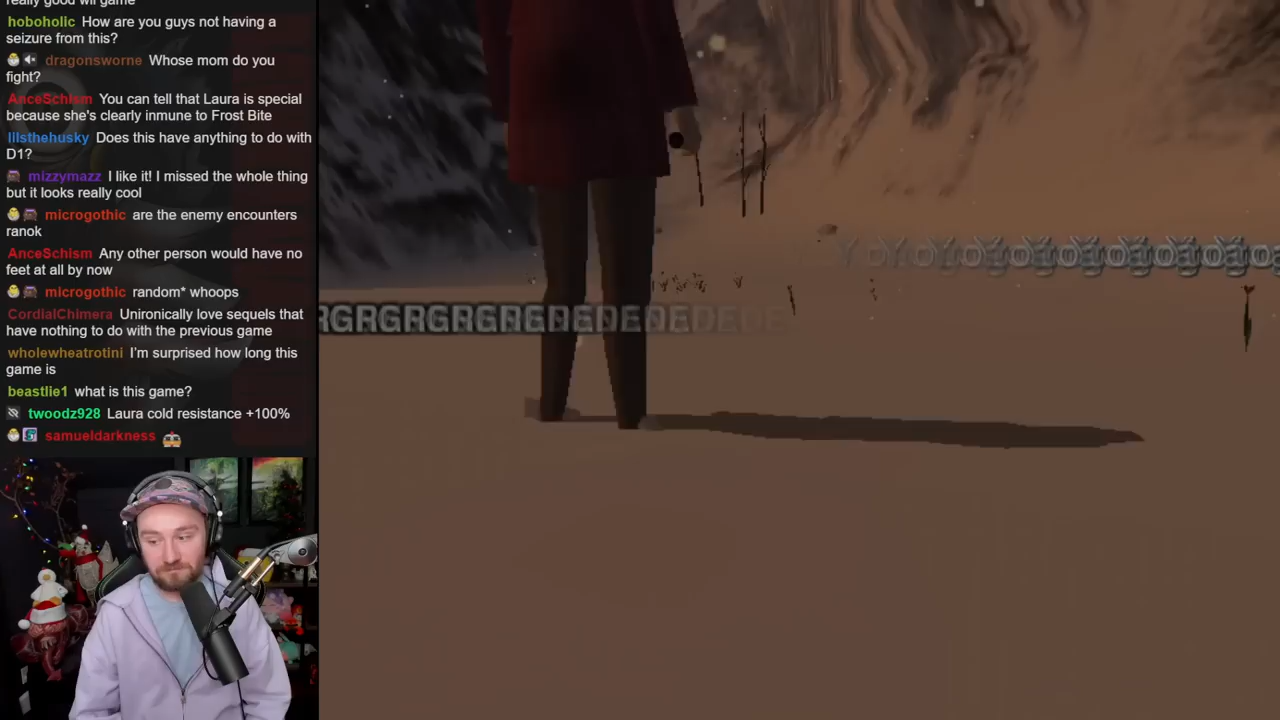 really good wii game
hoboholic How are you guys not having a
seizure from this?
dragonsworne Whose mom do you
fight?
AnceSchism You can tell that Laura is special
because she's clearly inmune to Frost Bite
lllsthehusky Does this have anything to do with
D1?
mizzymazz I like it! I missed the whole thing
but it looks really cool
microgothic are the enemy encounters
ranok
AnceSchism Any other person would have no
feet at all by now
microgothic random* whoops
CordialChimera Unironically love sequels that
have nothing to do with the previous game
wholewheatrotini I'm surprised how long this
game is
beastlie1 what is this game?
twoodz928 Laura cold resistance +100%
samueldarkness